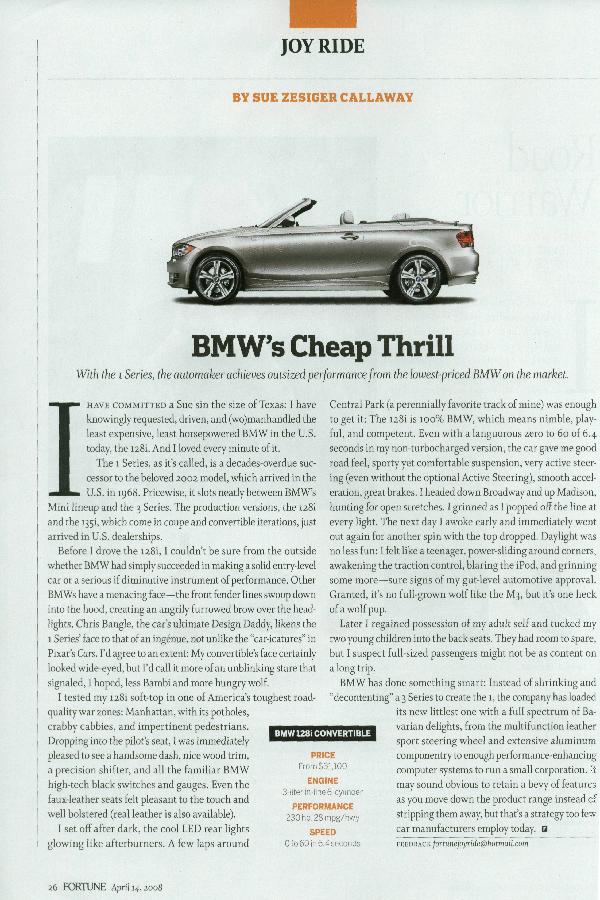 JOY RIDE
BY SUE ZESIGER CALLAWAY
BMW's Cheap Thrill
With the 1 Series, the automaker achieves outsized performance from the lowest-priced BMW on the market.
I HAVE COMMITTED a Sue sin the size of Texas: I have
knowingly requested, driven, and (wo)manhandled the
least expensive, least horsepowered BMW in the U.S.
today, the 128i. And I loved every minute of it.
The 1 Series, as it's called, is a decades-overdue suc-
cessor to the beloved 2002 model, which arrived in the
U.S. in 1968. Pricewise, it slots neatly between BMW's
Mini lineup and the 3 Series. The production versions, the 128i
and the 135i, which come in coupe and convertible iterations, just
arrived in U.S. dealerships.
Before I drove the 128i, I couldn't be sure from the outside
whether BMW had simply succeeded in making a solid entry-level
car or a serious if diminutive instrument of performance. Other
BMWs have a menacing face—the front fender lines swoop down
into the hood, creating an angrily furrowed brow over the head-
lights. Chris Bangle, the car's ultimate Design Daddy, likens the
1 Series' face to that of an ingénue, not unlike the "car-icatures" in
Pixar's Cars. I'd agree to an extent: My convertible's face certainly
looked wide-eyed, but I'd call it more of an unblinking stare that
signaled, I hoped, less Bambi and more hungry wolf.
I tested my 128i soft-top in one of America's toughest road-
quality war zones: Manhattan, with its potholes,
crabby cabbies, and impertinent pedestrians.
Dropping into the pilot's seat, I was immediately
pleased to see a handsome dash, nice wood trim,
a precision shifter, and all the familiar BMW
high-tech black switches and gauges. Even the
faux-leather seats felt pleasant to the touch and
well bolstered (real leather is also available).
I set off after dark, the cool LED rear lights
glowing like afterburners. A few laps around
Central Park (a perennially favorite track of mine) was enough
to get it: The 128i is 100% BMW, which means nimble, play-
ful, and competent. Even with a languorous zero to 60 of 6.4
seconds in my non-turbocharged version, the car gave me good
road feel, sporty yet comfortable suspension, very active steer-
ing (even without the optional Active Steering), smooth accel-
eration, great brakes. I headed down Broadway and up Madison,
hunting for open stretches. I grinned as I popped off the line at
every light. The next day I awoke early and immediately went
out again for another spin with the top dropped. Daylight was
no less fun: I felt like a teenager, power-sliding around corners,
awakening the traction control, blaring the iPod, and grinning
some more—sure signs of my gut-level automotive approval.
Granted, it's no full-grown wolf like the M3, but it's one heck
of a wolf pup.
Later I regained possession of my adult self and tucked my
two young children into the back seats. They had room to spare,
but I suspect full-sized passengers might not be as content on
a long trip.
BMW has done something smart: Instead of shrinking and
"decontenting" a 3 Series to create the 1, the company has loaded
its new littlest one with a full spectrum of Ba-
varian delights, from the multifunction leather
sport steering wheel and extensive aluminum
componentry to enough performance-enhancing
computer systems to run a small corporation. It
may sound obvious to retain a bevy of features
as you move down the product range instead of
stripping them away, but that's a strategy too few
car manufacturers employ today.
FEEDBACK fortunejoyride@hotmail.com
BMW 128i CONVERTIBLE
PRICE
From $33,100
ENGINE
3-liter in-line 6-cylinder
PERFORMANCE
230 hp, 28 mpg/hwy
SPEED
0 to 60 in 6.4 seconds
26 FORTUNE April 14, 2008
Road
Warrior